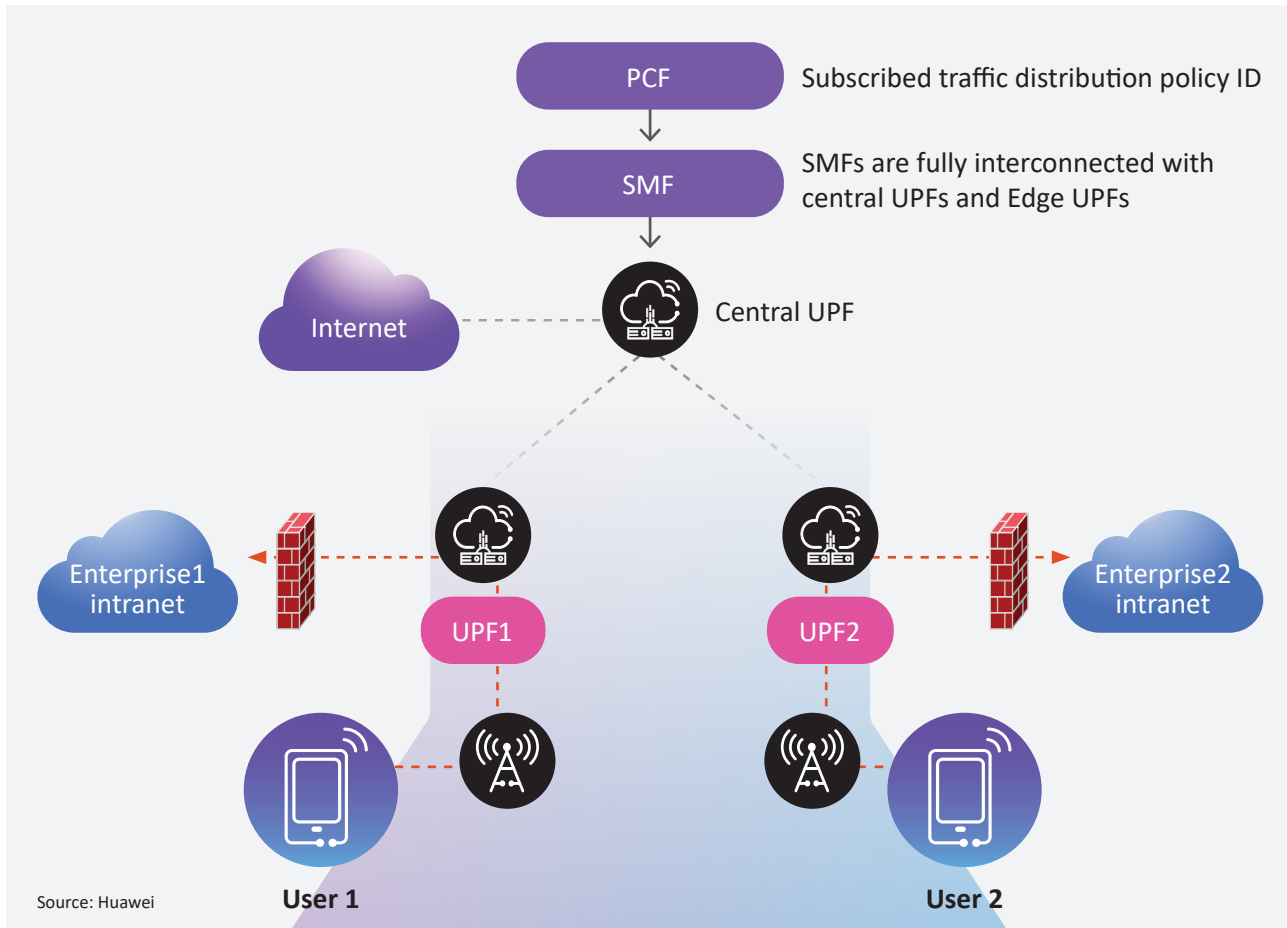 PCF
Subscribed traffic distribution policy ID
SMF
SMFs are fully interconnected with
central UPFs and Edge UPFs
Internet
Central UPF
Enterprise1
intranet
Enterprise2
intranet
UPF1
UPF2
User 1
User 2
Source: Huawei